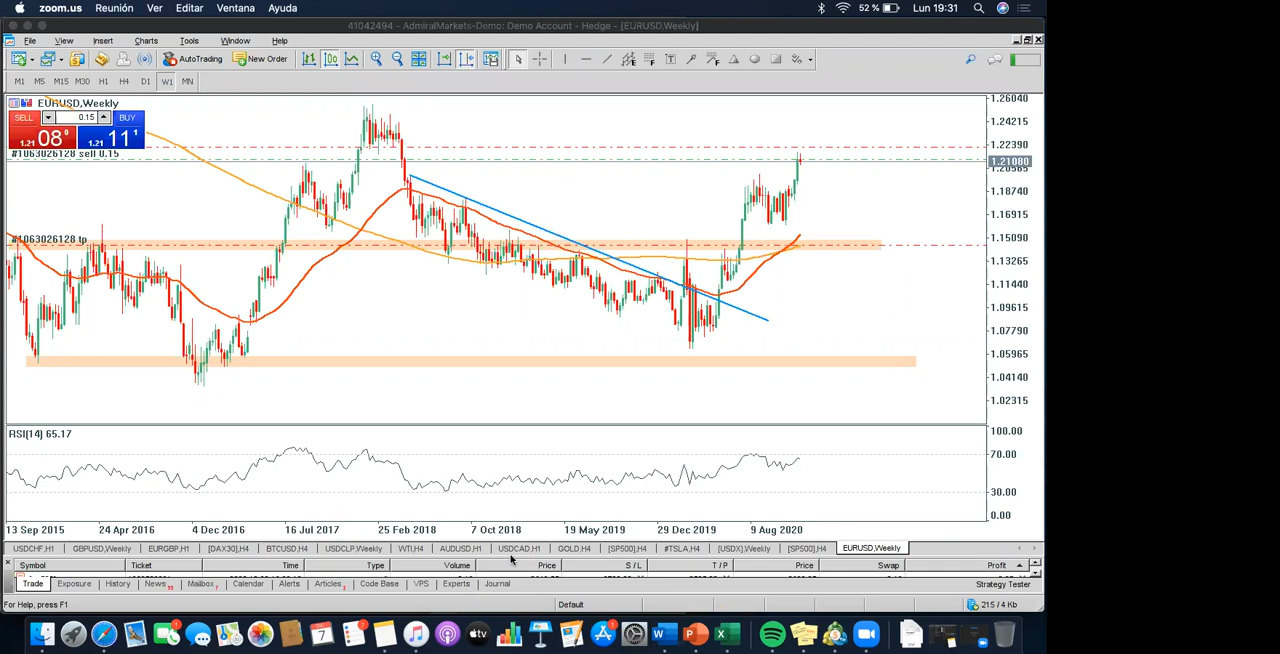 zoom.us Reunión Ver Editar Ventana Ayuda 52 % Lun 19:31
41042494 - AdmiralMarkets-Demo: Demo Account - Hedge - [EURUSD,Weekly]
File View Insert Charts Tools Window Help
AutoTrading New Order
M1 M5 M15 M30 H1 H4 D1 W1 MN
EURUSD,Weekly
SELL 0.15 BUY
1.21 08⁰ 1.21 11¹
#1063026128 sell 0.15
#1063026128 tp
1.26040
1.24215
1.22390
1.21080
1.20565
1.18740
1.16915
1.15090
1.13265
1.11440
1.09615
1.07790
1.05965
1.04140
1.02315
RSI(14) 65.17
100.00
70.00
30.00
0.00
13 Sep 2015 24 Apr 2016 4 Dec 2016 16 Jul 2017 25 Feb 2018 7 Oct 2018 19 May 2019 29 Dec 2019 9 Aug 2020
USDCHF,H1 GBPUSD,Weekly EURGBP,H1 [DAX30],H4 BTCUSD,H4 USDCLP,Weekly WTI,H4 AUDUSD,H1 USDCAD,H1 GOLD,H4 [SP500],H4 #TSLA,H4 [USDX],Weekly [SP500],H4 EURUSD,Weekly
Symbol Ticket Time Type Volume Price S / L T / P Price Swap Profit
Trade Exposure History News Mailbox Calendar Alerts Articles Code Base VPS Experts Journal Strategy Tester
For Help, press F1 Default 215 / 4 Kb